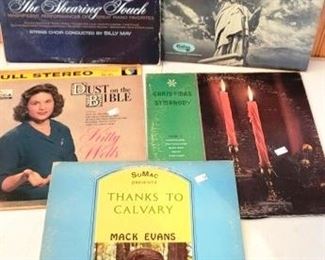 The Shearing Touch
MAGNIFICENT PERFORMANCES OF GREAT PIANO FAVORITES
STRING CHOIR CONDUCTED BY BILLY MAY
FULL STEREO
DUST on the BIBLE
Kitty Wells
CHRISTMAS
SYMPHONY
SUMAC
presents
THANKS TO
CALVARY
MACK EVANS